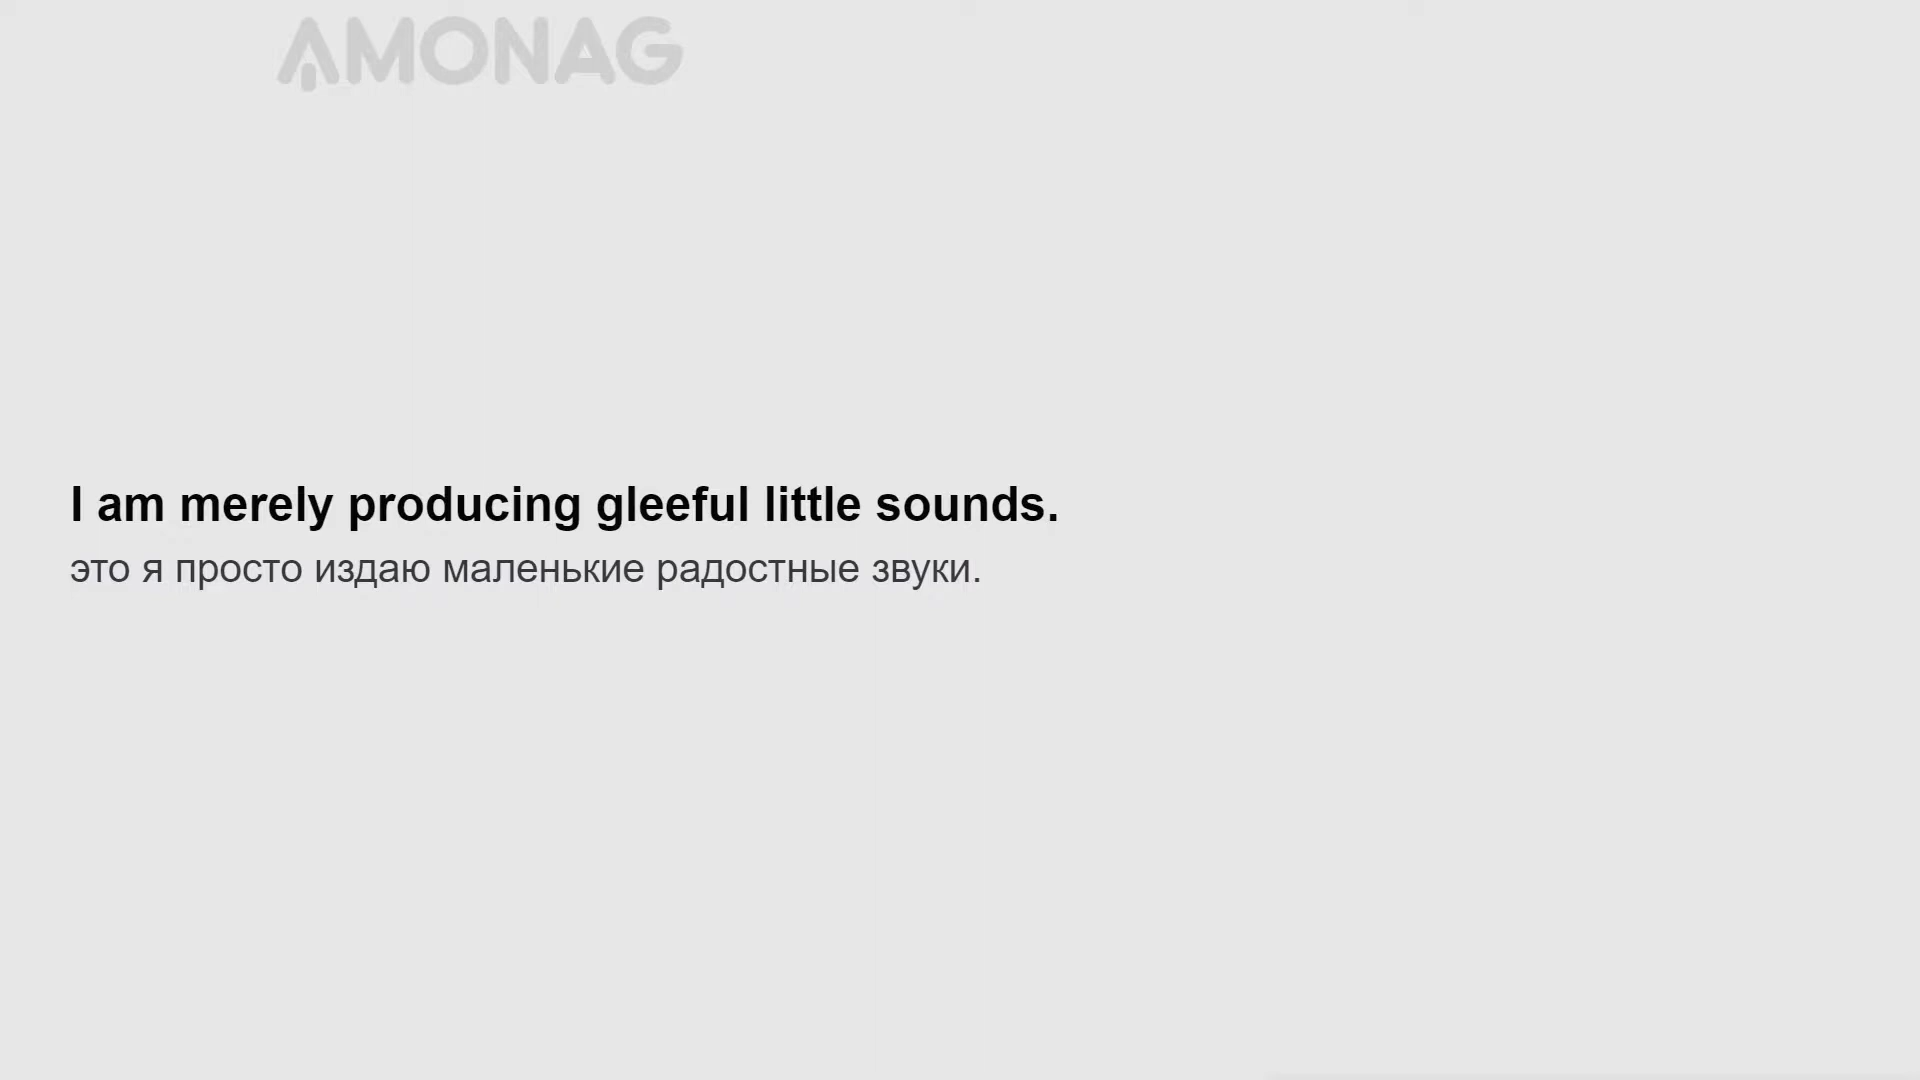 AMONAG
I am merely producing gleeful little sounds.
это я просто издаю маленькие радостные звуки.